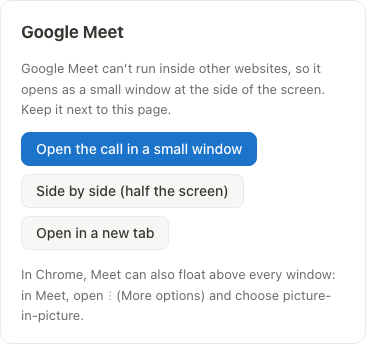 Google Meet
Google Meet can’t run inside other websites, so it
opens as a small window at the side of the screen.
Keep it next to this page.
Open the call in a small window
Side by side (half the screen)
Open in a new tab
In Chrome, Meet can also float above every window:
in Meet, open ⋮ (More options) and choose picture-
in-picture.